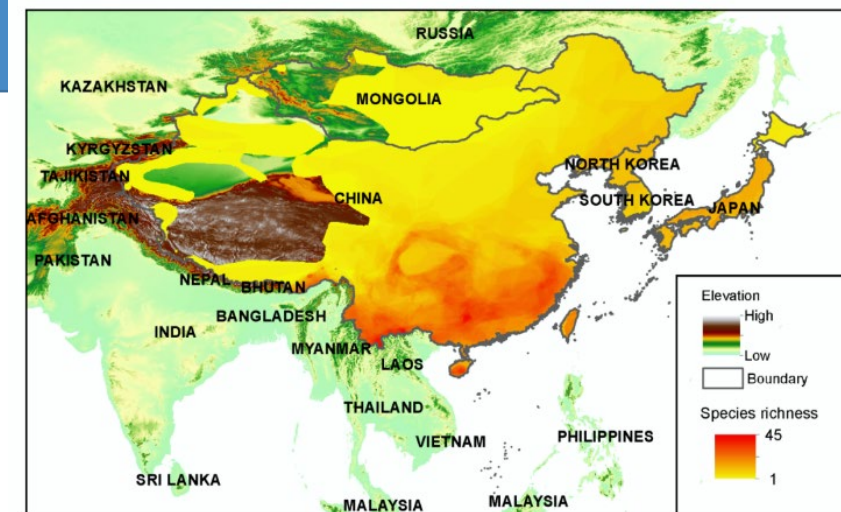 RUSSIA
KAZAKHSTAN
MONGOLIA
KYRGYZSTAN
NORTH KOREA
TAJIKISTAN
CHINA
SOUTH KOREA
JAPAN
AFGHANISTAN
PAKISTAN
NEPAL
BHUTAN
BANGLADESH
INDIA
MYANMAR
LAOS
THAILAND
VIETNAM
PHILIPPINES
SRI LANKA
MALAYSIA
MALAYSIA
Elevation
High
Low
Boundary
Species richness
45
1